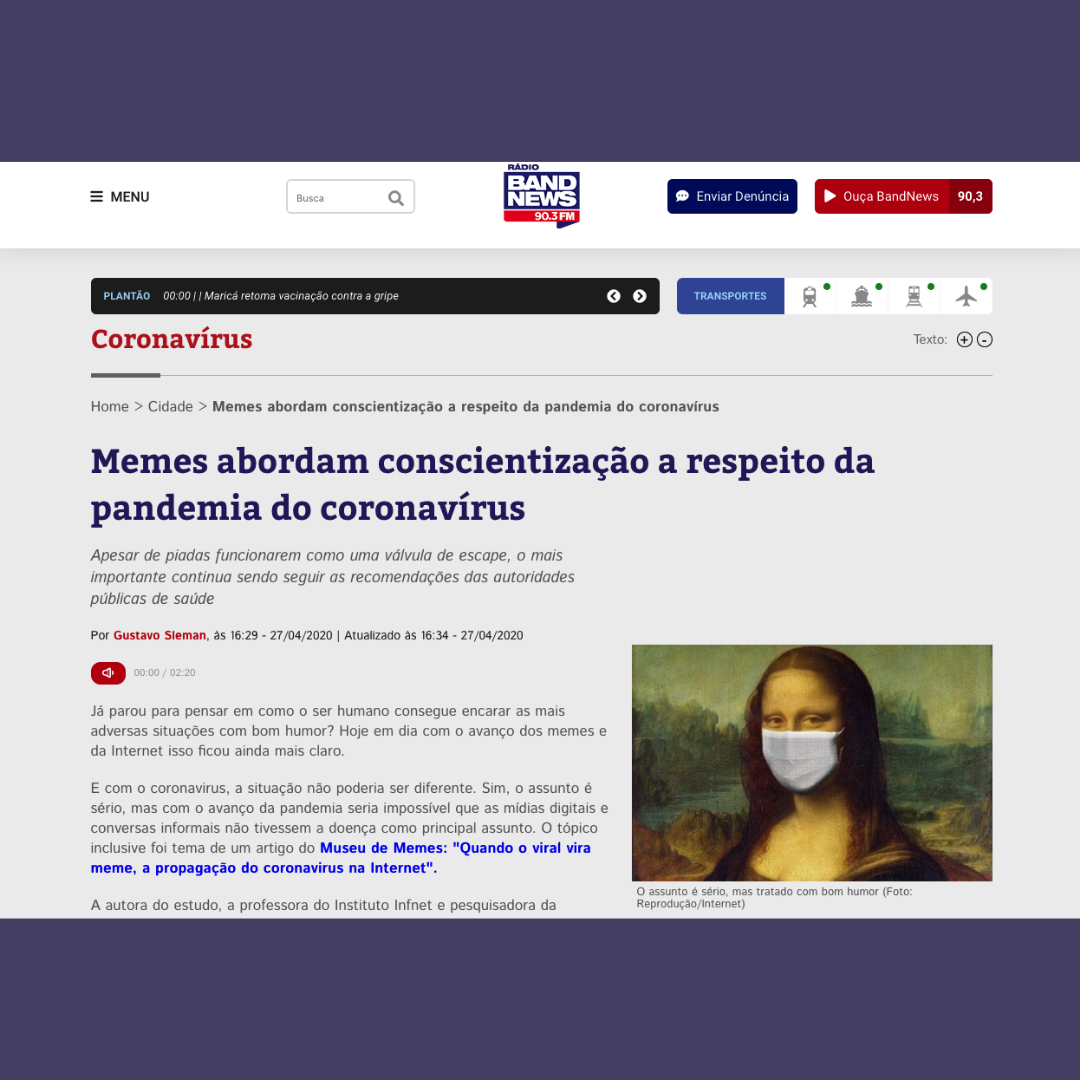 MENU
Busca
RÁDIO
BAND
NEWS
90.3 FM
Enviar Denúncia
Ouça BandNews 90,3
PLANTÃO 00:00 | | Maricá retoma vacinação contra a gripe
TRANSPORTES
Coronavírus
Texto: + -
Home > Cidade > Memes abordam conscientização a respeito da pandemia do coronavírus
Memes abordam conscientização a respeito da
pandemia do coronavírus
Apesar de piadas funcionarem como uma válvula de escape, o mais
importante continua sendo seguir as recomendações das autoridades
públicas de saúde
Por Gustavo Sleman, às 16:29 - 27/04/2020 | Atualizado às 16:34 - 27/04/2020
00:00 / 02:20
Já parou para pensar em como o ser humano consegue encarar as mais
adversas situações com bom humor? Hoje em dia com o avanço dos memes e
da Internet isso ficou ainda mais claro.
E com o coronavirus, a situação não poderia ser diferente. Sim, o assunto é
sério, mas com o avanço da pandemia seria impossível que as mídias digitais e
conversas informais não tivessem a doença como principal assunto. O tópico
inclusive foi tema de um artigo do Museu de Memes: "Quando o viral vira
meme, a propagação do coronavirus na Internet".
A autora do estudo, a professora do Instituto Infnet e pesquisadora da
O assunto é sério, mas tratado com bom humor (Foto:
Reprodução/Internet)